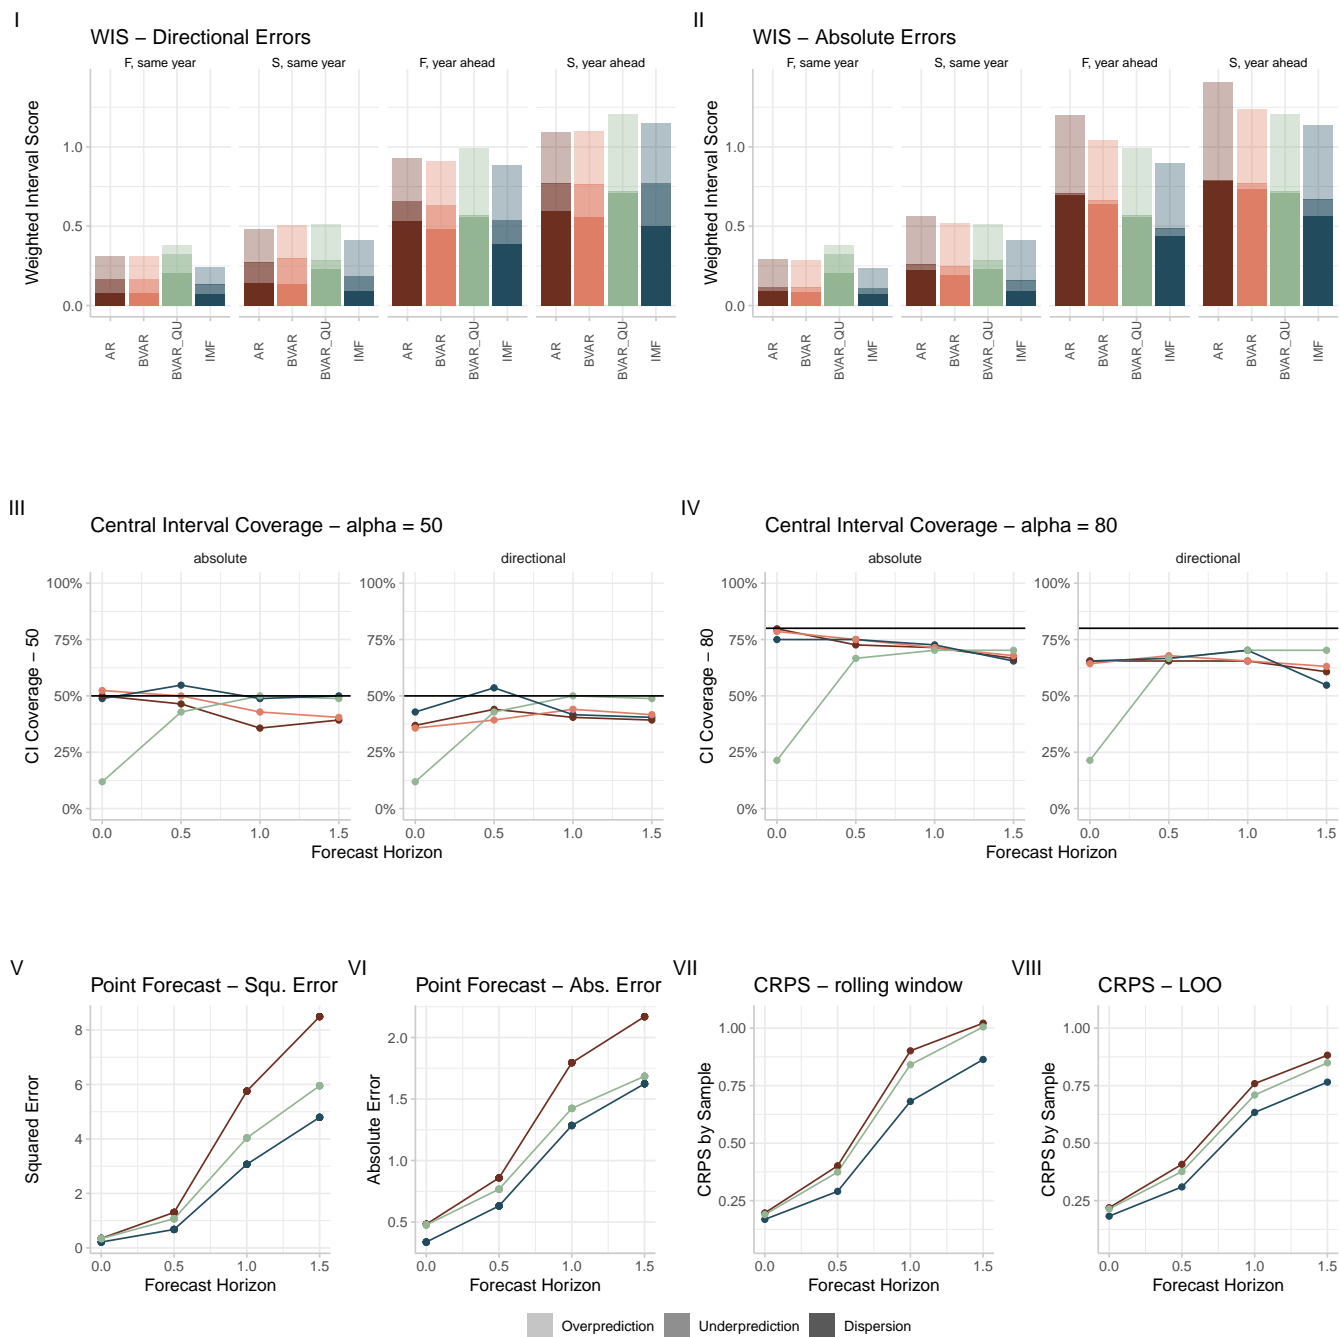 I
WIS – Directional Errors
F, same year
S, same year
F, year ahead
S, year ahead
Weighted Interval Score
1.0
0.5
0.0
AR
BVAR
BVAR_QU
IMF
AR
BVAR
BVAR_QU
IMF
AR
BVAR
BVAR_QU
IMF
AR
BVAR
BVAR_QU
IMF
II
WIS – Absolute Errors
F, same year
S, same year
F, year ahead
S, year ahead
Weighted Interval Score
1.0
0.5
0.0
AR
BVAR
BVAR_QU
IMF
AR
BVAR
BVAR_QU
IMF
AR
BVAR
BVAR_QU
IMF
AR
BVAR
BVAR_QU
IMF
III
Central Interval Coverage – alpha = 50
absolute
directional
CI Coverage – 50
100%
75%
50%
25%
0%
100%
75%
50%
25%
0%
0.0 0.5 1.0 1.5
0.0 0.5 1.0 1.5
Forecast Horizon
IV
Central Interval Coverage – alpha = 80
absolute
directional
CI Coverage – 80
100%
75%
50%
25%
0%
100%
75%
50%
25%
0%
0.0 0.5 1.0 1.5
0.0 0.5 1.0 1.5
Forecast Horizon
V
Point Forecast – Squ. Error
Squared Error
8
6
4
2
0
0.0 0.5 1.0 1.5
Forecast Horizon
VI
Point Forecast – Abs. Error
Absolute Error
2.0
1.5
1.0
0.5
0.0 0.5 1.0 1.5
Forecast Horizon
VII
CRPS – rolling window
CRPS by Sample
1.00
0.75
0.50
0.25
0.0 0.5 1.0 1.5
Forecast Horizon
VIII
CRPS – LOO
CRPS by Sample
1.00
0.75
0.50
0.25
0.0 0.5 1.0 1.5
Forecast Horizon
Overprediction Underprediction Dispersion